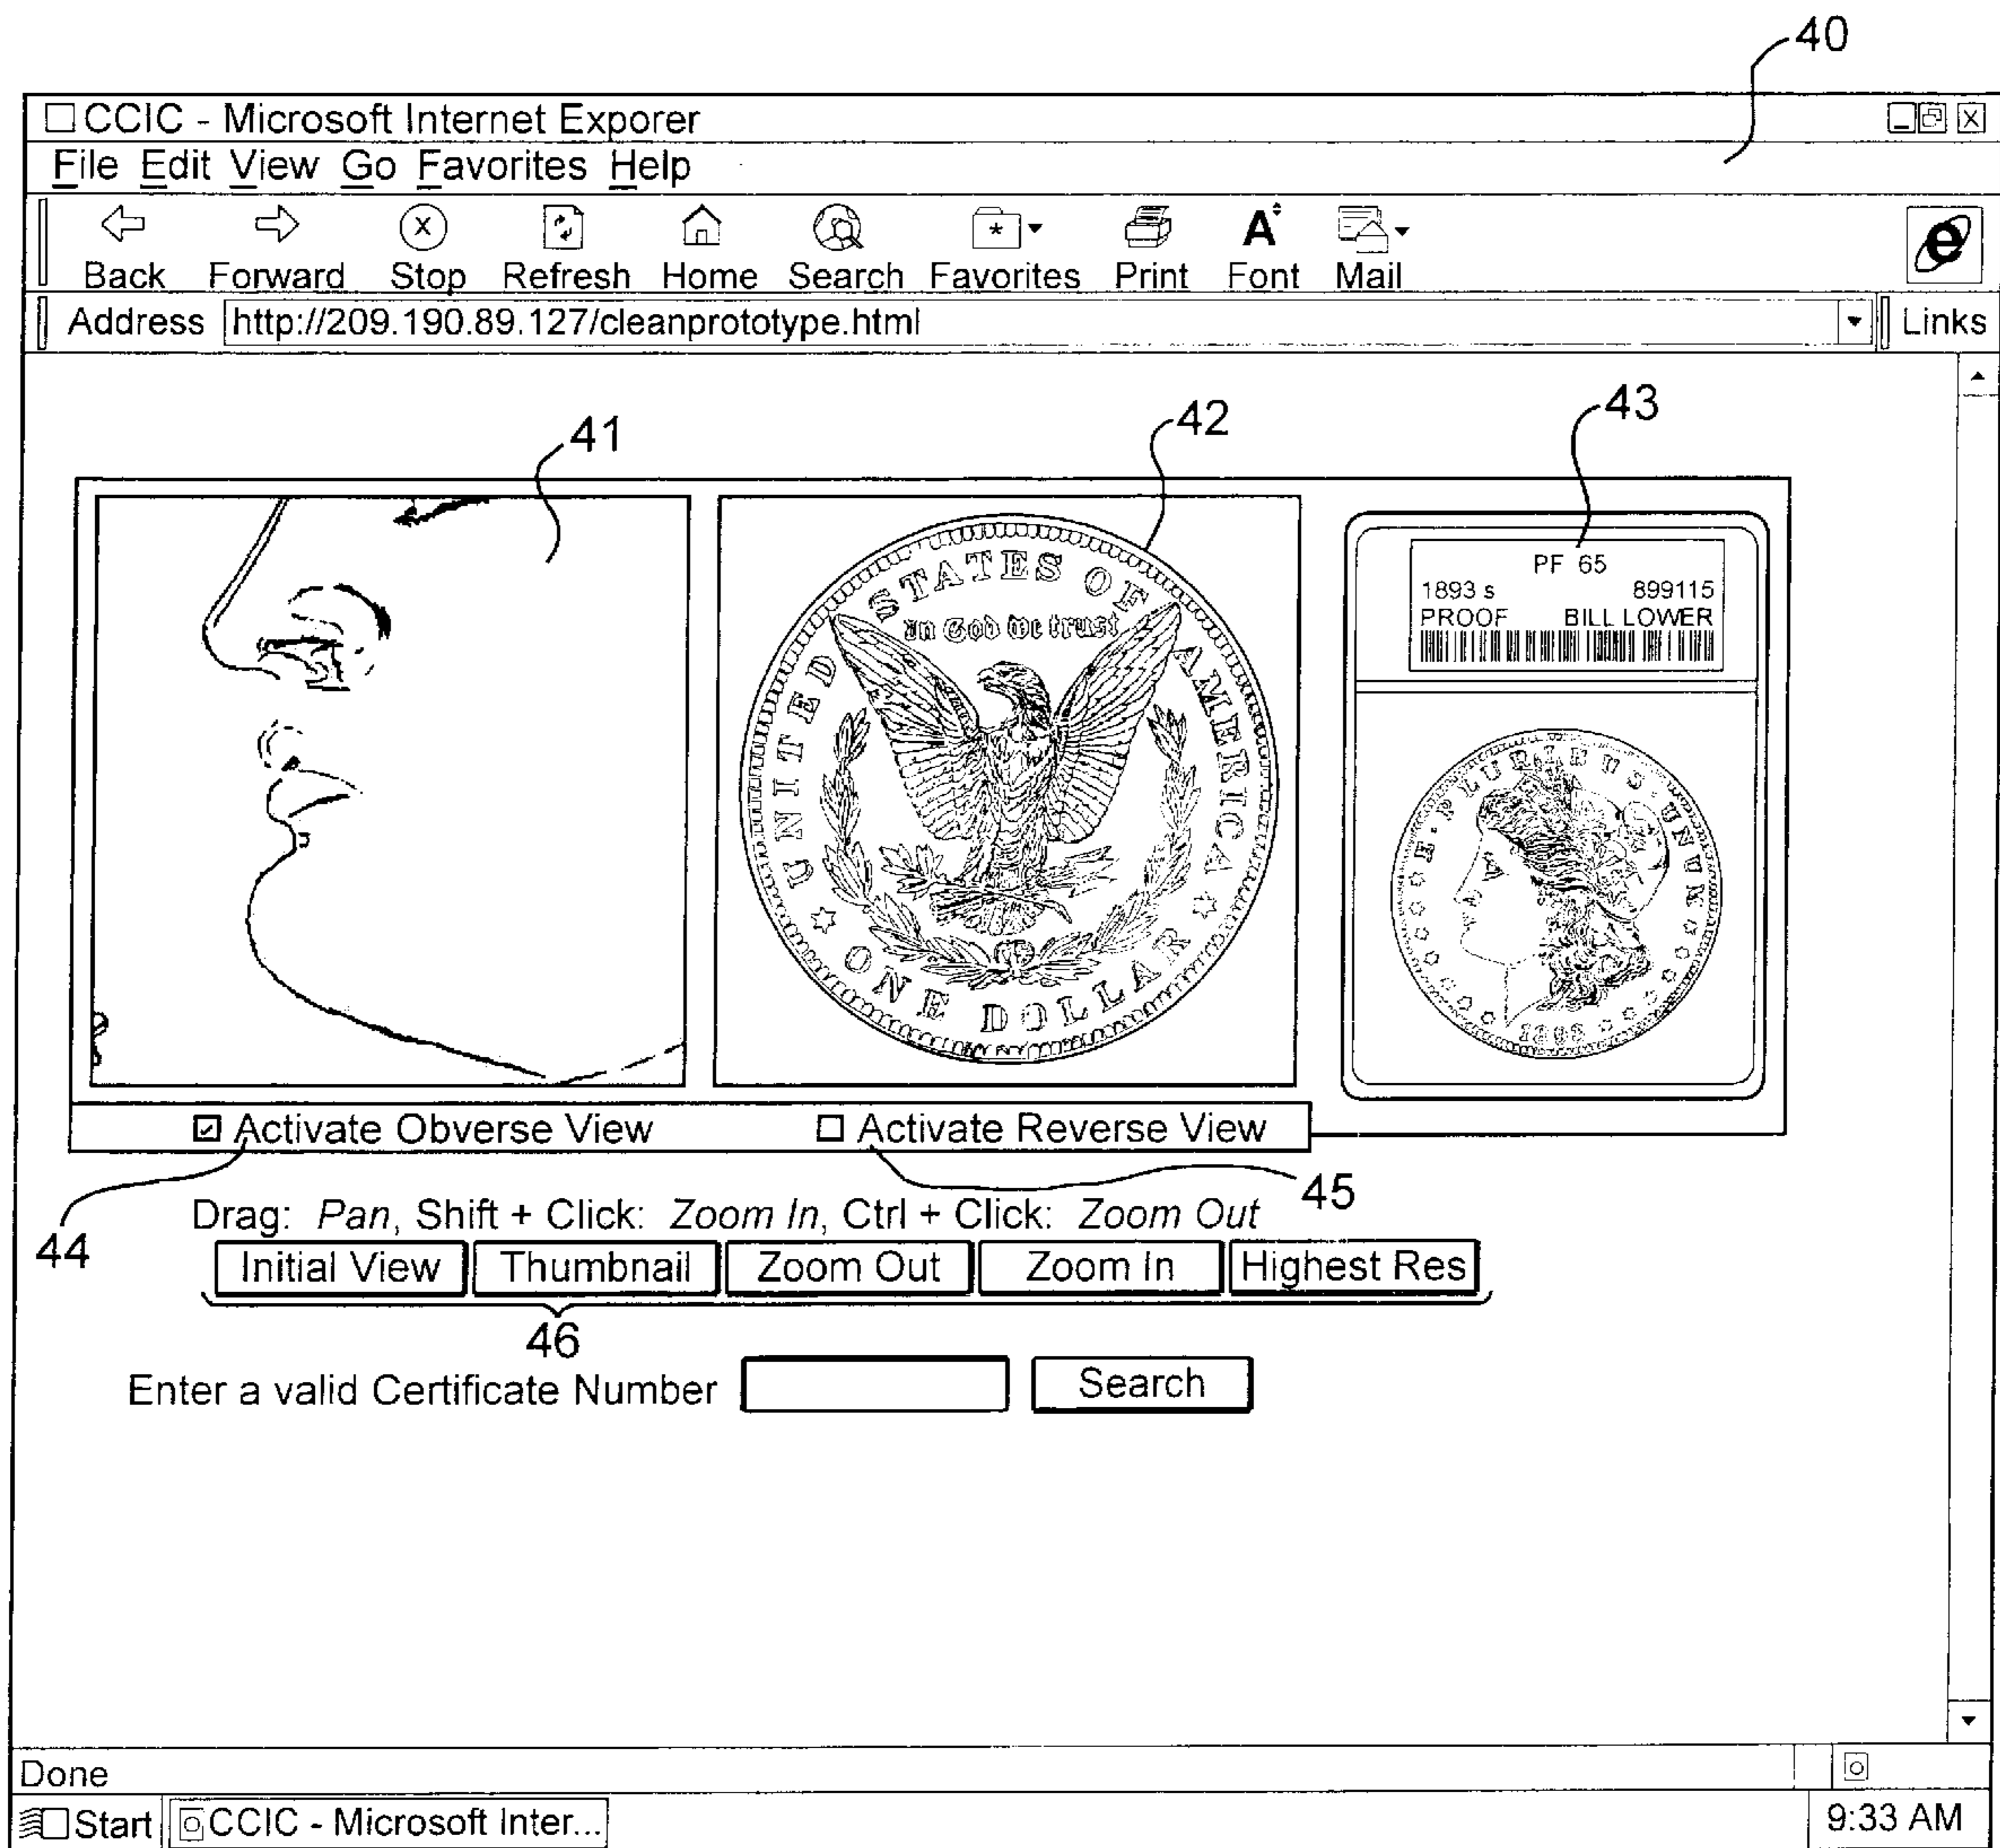 40
CCIC - Microsoft Internet Exporer
File Edit View Go Favorites Help
Back Forward Stop Refresh Home Search Favorites Print Font Mail
Address http://209.190.89.127/cleanprototype.html Links
41
42
43
UNITED STATES OF AMERICA
In God we trust
ONE DOLLAR
PF 65
1893 s 899115
PROOF BILL LOWER
E·PLURIBUS·UNUM
1893
Activate Obverse View Activate Reverse View
44
45
Drag: Pan, Shift + Click: Zoom In, Ctrl + Click: Zoom Out
Initial View Thumbnail Zoom Out Zoom In Highest Res
46
Enter a valid Certificate Number Search
Done
Start CCIC - Microsoft Inter... 9:33 AM